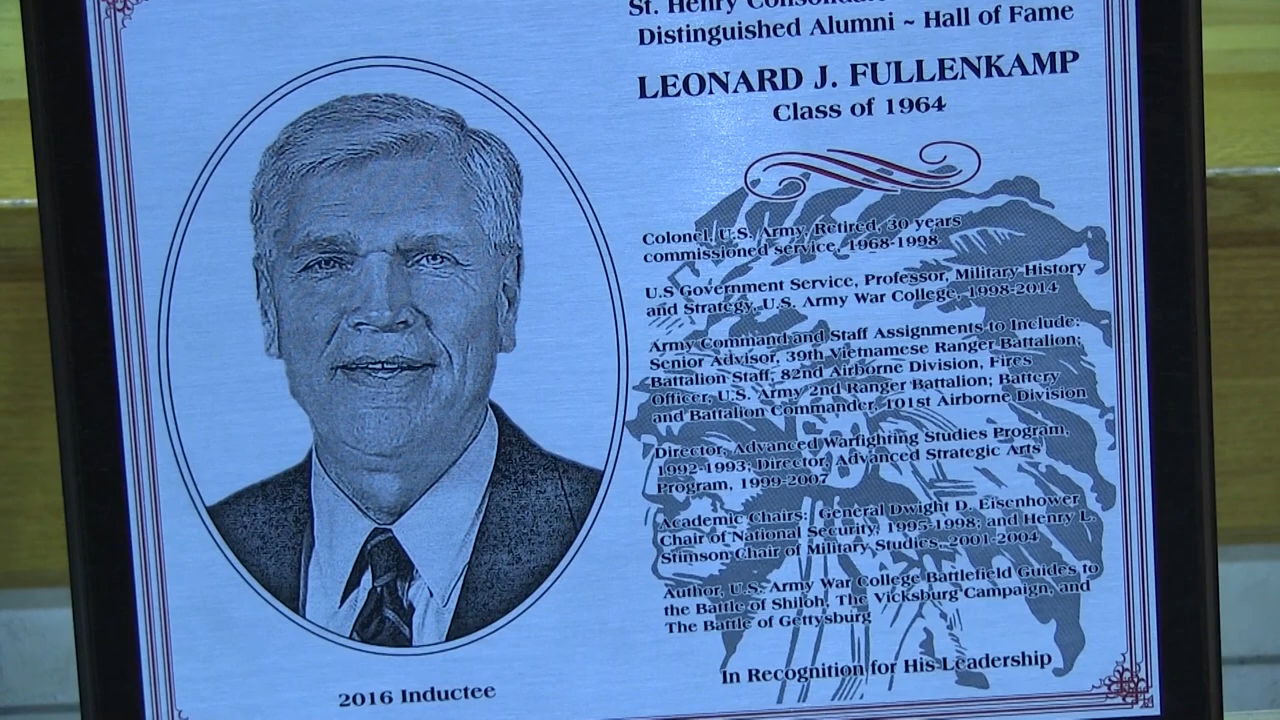 St. Henry Consolidated
Distinguished Alumni ~ Hall of Fame
LEONARD J. FULLENKAMP
Class of 1964
Colonel, U.S. Army, Retired, 30 years
commissioned service, 1968-1998
U.S Government Service, Professor, Military History
and Strategy, U.S. Army War College, 1998-2014
Army Command and Staff Assignments to Include:
Senior Advisor, 39th Vietnamese Ranger Battalion;
Battalion Staff, 82nd Airborne Division, Fires
Officer, U.S. Army 2nd Ranger Battalion; Battery
and Battalion Commander, 101st Airborne Division
Director, Advanced Warfighting Studies Program,
1992-1993; Director, Advanced Strategic Arts
Program, 1999-2007
Academic Chairs: General Dwight D. Eisenhower
Chair of National Security, 1995-1998; and Henry L.
Stimson Chair of Military Studies, 2001-2004
Author, U.S. Army War College Battlefield Guides to
the Battle of Shiloh, The Vicksburg Campaign, and
The Battle of Gettysburg
In Recognition for His Leadership
2016 Inductee